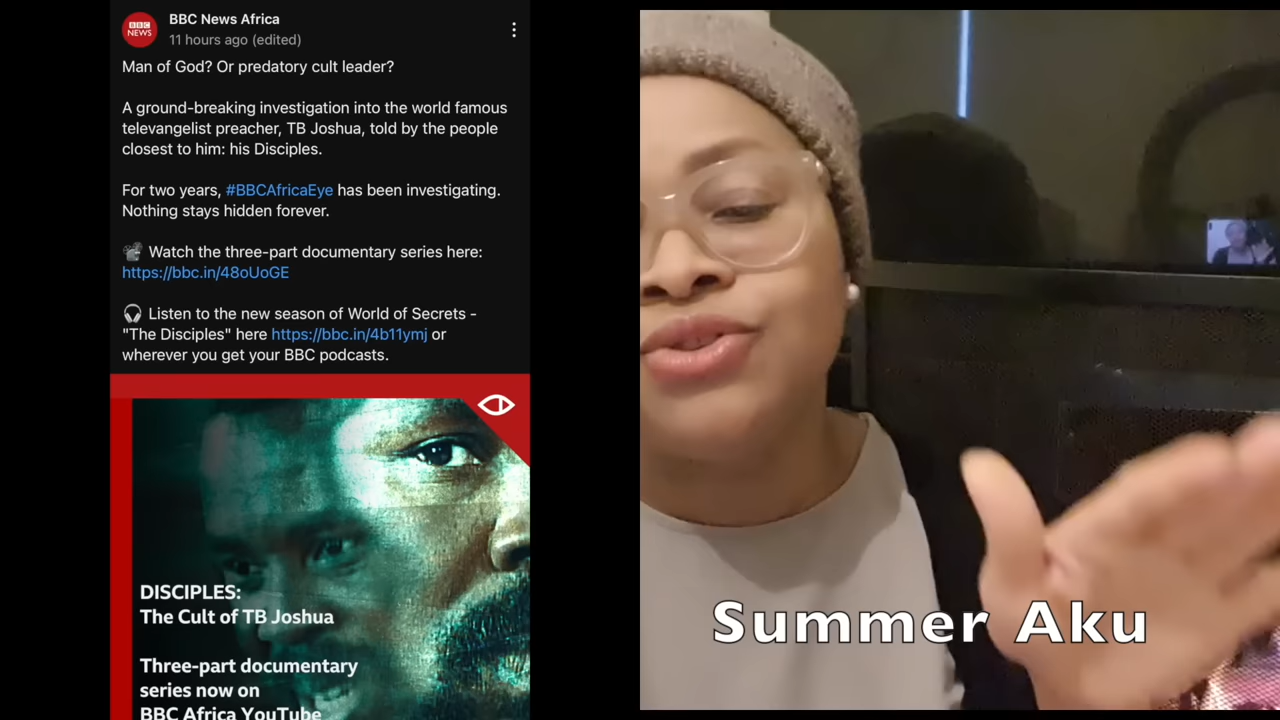 BBC
NEWS
BBC News Africa
11 hours ago (edited)
Man of God? Or predatory cult leader?
A ground-breaking investigation into the world famous
televangelist preacher, TB Joshua, told by the people
closest to him: his Disciples.
For two years, #BBCAfricaEye has been investigating.
Nothing stays hidden forever.
Watch the three-part documentary series here:
https://bbc.in/48oUoGE
Listen to the new season of World of Secrets -
"The Disciples" here https://bbc.in/4b11ymj or
wherever you get your BBC podcasts.
DISCIPLES:
The Cult of TB Joshua
Three-part documentary
series now on
BBC Africa YouTube
Summer Aku